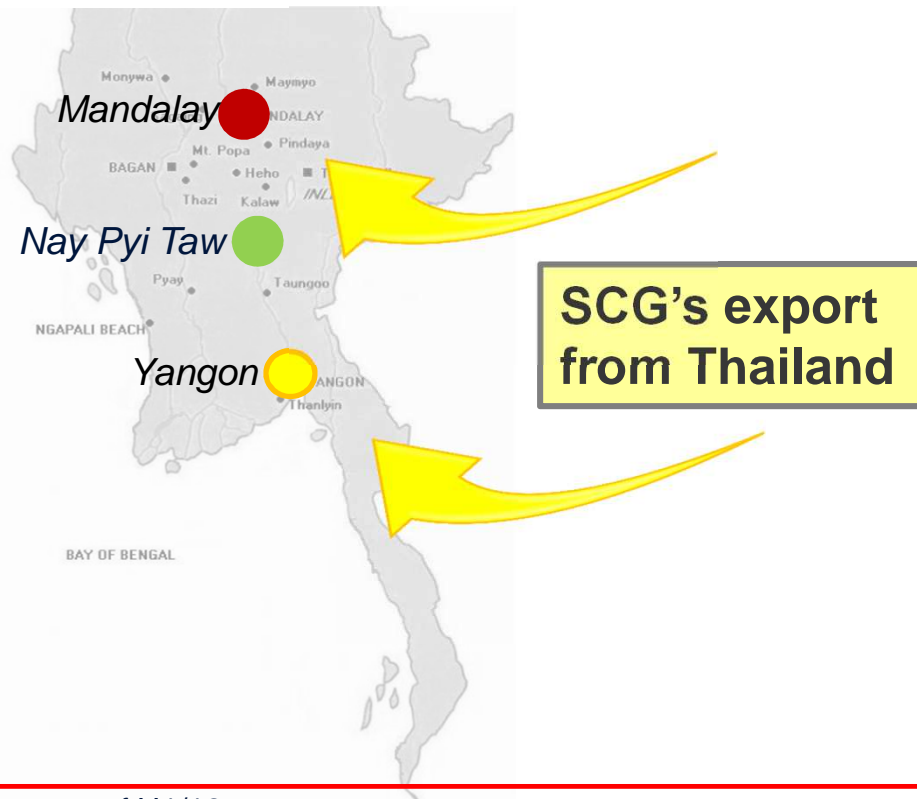 Monywa
Maymyo
Mandalay
NDALAY
Pindaya
Mt. Popa
BAGAN
Heho
Thazi
Kalaw
INL
Nay Pyi Taw
Pyay
Taungoo
SCG's export
from Thailand
NGAPALI BEACH
Yangon
ANGON
Thanlyin
BAY OF BENGAL